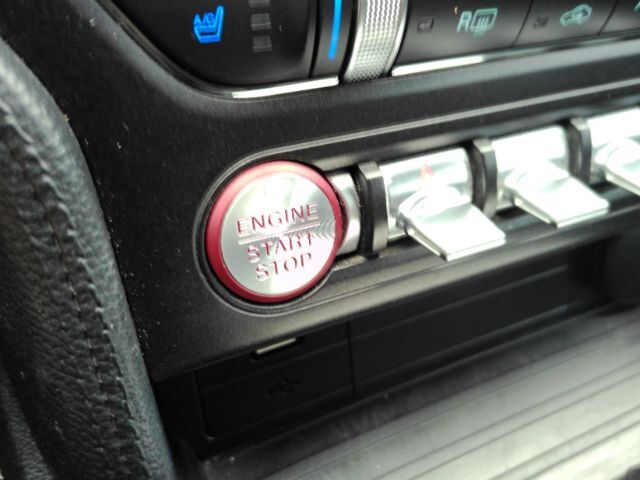 A/C
R
ENGINE
START
STOP